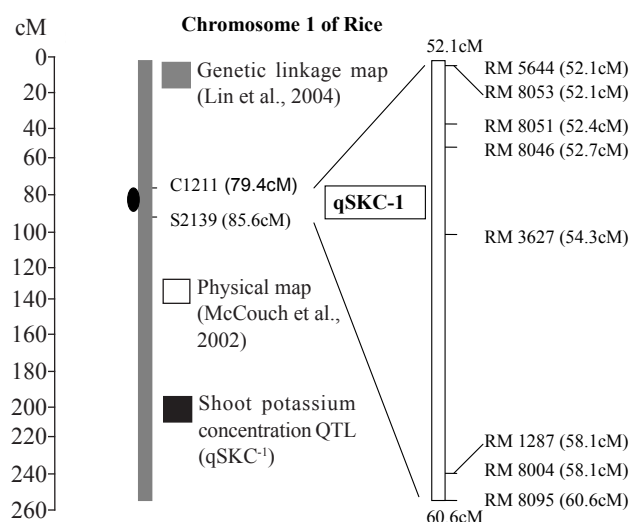 Chromosome 1 of Rice
cM
0
20
40
60
80
100
120
140
160
180
200
220
240
260
Genetic linkage map
(Lin et al., 2004)
C1211 (79.4cM)
S2139 (85.6cM)
Physical map
(McCouch et al.,
2002)
Shoot potassium
concentration QTL
(qSKC-1)
qSKC-1
52.1cM
RM 5644 (52.1cM)
RM 8053 (52.1cM)
RM 8051 (52.4cM)
RM 8046 (52.7cM)
RM 3627 (54.3cM)
RM 1287 (58.1cM)
RM 8004 (58.1cM)
RM 8095 (60.6cM)
60.6cM